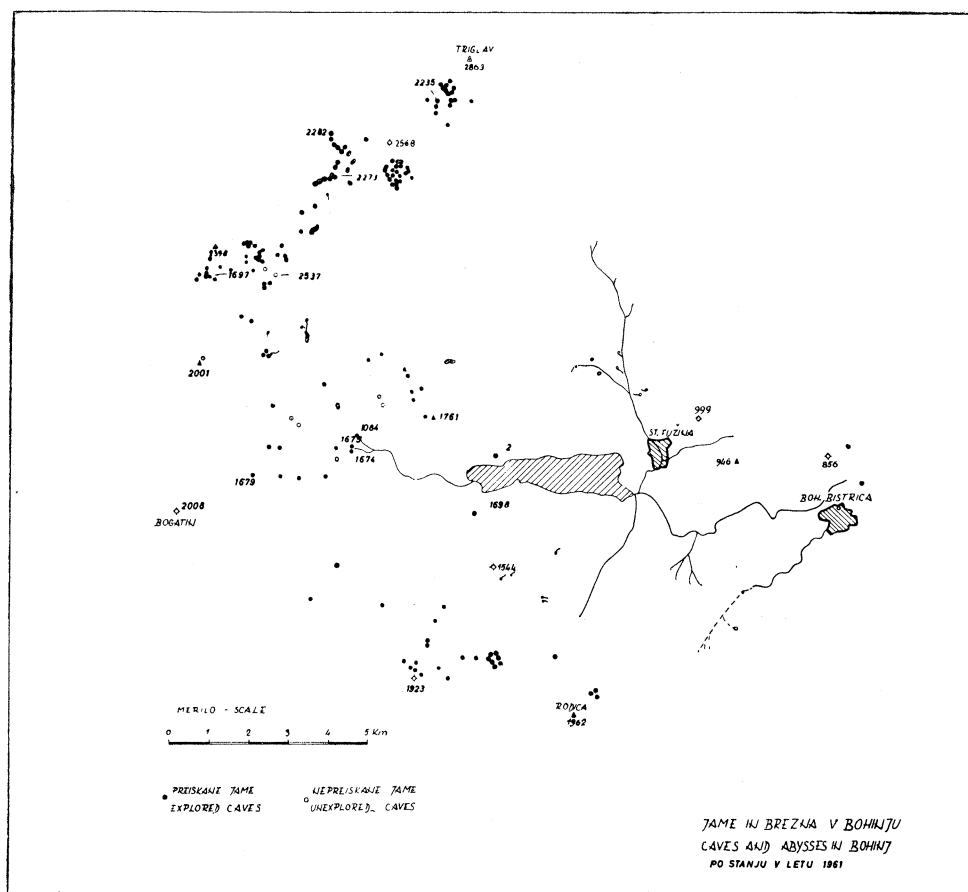 TRIGLAV
2863
2235
2282
2568
2273
2348
1697
2537
2001
1761
999
1084
ST. FUŽINA
1675
2
946
856
1674
1679
BOH. BISTRICA
2008
1698
BOGATIN
1544
1923
RODICA
1962
MERILO - SCALE
0 1 2 3 4 5 Km
PREISKANE JAME
EXPLORED CAVES
NEPREISKANE JAME
UNEXPLORED CAVES
JAME IN BREZNA V BOHINJU
CAVES AND ABYSSES IN BOHINJ
PO STANJU V LETU 1961